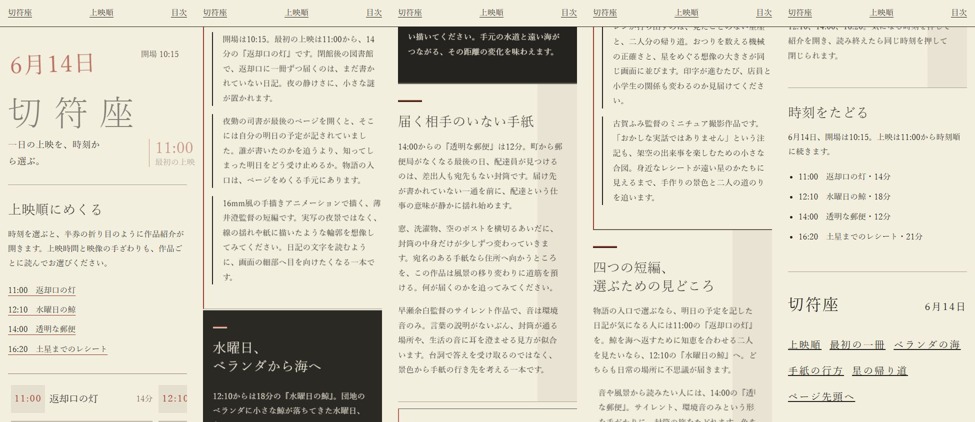 切符座
上映順
目次
6月14日
開場 10:15
切符座
一日の上映を、時刻か
ら選ぶ。
11:00
最初の上映
上映順にめくる
時刻を選ぶと、半券の折り目のように作品紹介が
開きます。上映時間と映像の手ざわりも、作品ご
とに読んでお選びください。
11:00 返却口の灯
12:10 水曜日の鯨
14:00 透明な郵便
16:20 土星までのレシート
11:00 返却口の灯 14分 12:10
切符座
上映順
目次
開場は10:15。最初の上映は11:00から、14
分の『返却口の灯』です。閉館後の図書館
で、返却口に一冊ずつ届くのは、まだ書か
れていない日記。夜の静けさに、小さな謎
が置かれます。
夜勤の司書が最後のページを開くと、そこ
には自分の明日の予定が記されていまし
た。誰が書いたのかを追うより、知ってし
まった明日をどう受け止めるか。物語の入
口は、ページをめくる手元にあります。
16mm風の手描きアニメーションで描く、薄
井澄監督の短編です。実写の夜景ではなく、
線の揺れや紙に描いたような輪郭を想像し
てみてください。日記の文字を読むよう
に、画面の細部へ目を向けたくなる一本で
す。
水曜日、
ベランダから海へ
12:10からは18分の『水曜日の鯨』。団地の
ベランダに小さな鯨が落ちてきた水曜日、
切符座
上映順
目次
い描いてください。手元の水道と遠い海が
つながる、その距離の変化を味わえます。
届く相手のいない手紙
14:00からの『透明な郵便』は12分。町から郵
便局がなくなる最後の日、配達員が見つける
のは、差出人も宛先もない封筒です。届け先
が書かれていない一通を前に、配達という仕
事の意味が静かに揺れ始めます。
窓、洗濯物、空のポストを横切るあいだに、
封筒の中身だけが少しずつ変わっていきま
す。宛名のある手紙なら住所へ向かうところ
を、この作品は風景の移り変わりに道筋を預
ける。何が届くのかを追ってみてください。
早瀬余白監督のサイレント作品で、音は環境
音のみ。言葉の説明がないぶん、封筒が通る
場所や、生活の音に耳を澄ませる見方が似合
います。台詞で答えを受け取るのではなく、
景色から手紙の行き先を考える一本です。
切符座
上映順
目次
と、二人分の帰り道。おつりを数える機械
の正確さと、星をめぐる想像の大きさが同
じ画面に並びます。印字が進むたび、店員と
小学生の関係も変わるのか見届けてくださ
い。
古賀ふみ監督のミニチュア撮影作品です。
「おかしな実話ではありません」という注
記も、架空の出来事を楽しむための小さな
合図。身近なレシートが遠い星のかたちに
見えるまで、手作りの景色と二人の道のり
を追います。
四つの短編、
選ぶための見どころ
物語の入口で選ぶなら、明日の予定を記した
日記が気になる人には11:00の『返却口の灯』
を。鯨を海へ返すために知恵を合わせる二人
を見たいなら、12:10の『水曜日の鯨』へ。ど
ちらも日常の場所に不思議が届きます。
音や風景から読みたい人には、14:00の『透
な郵便』。サイレント、環境音のみという形
切符座
上映順
目次
紹介を開き、読み終えたら同じ時刻を押して
閉じられます。
時刻をたどる
6月14日、開場は10:15。上映は11:00から時刻順
に続きます。
• 11:00 返却口の灯・14分
• 12:10 水曜日の鯨・18分
• 14:00 透明な郵便・12分
• 16:20 土星までのレシート・21分
切符座
6月14日
上映順 最初の一冊 ベランダの海
手紙の行方 星の帰り道
ページ先頭へ